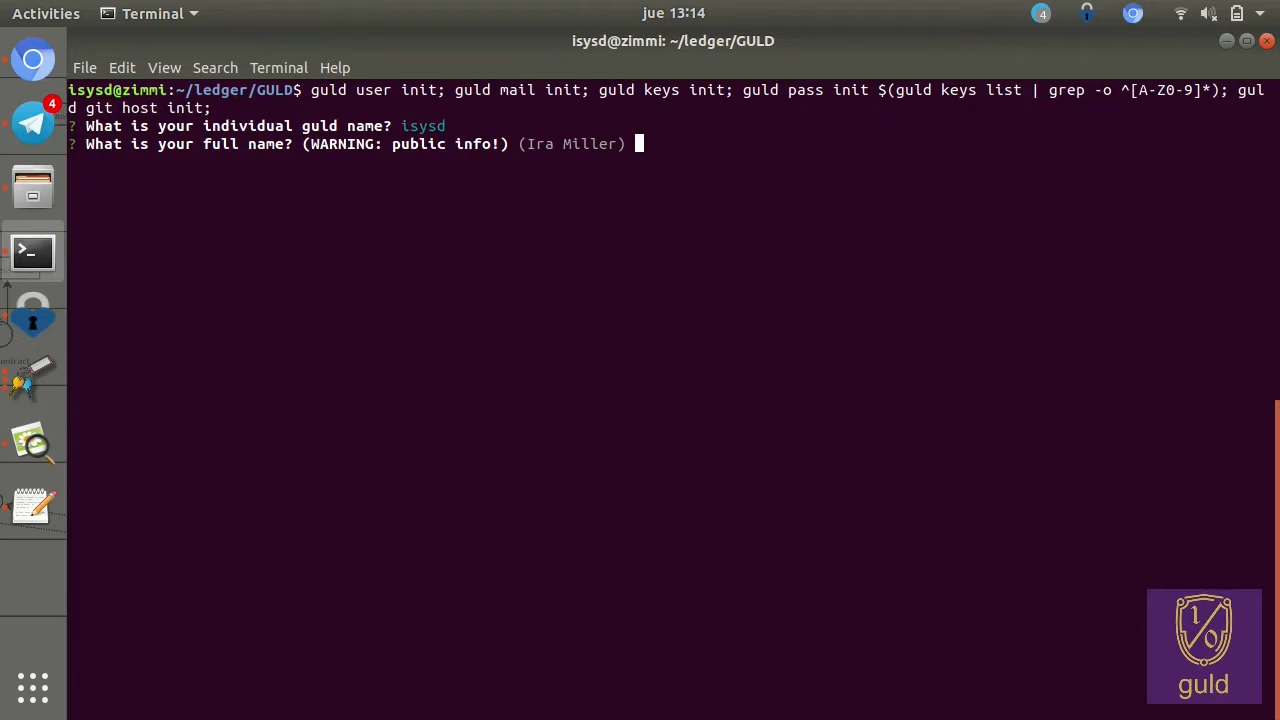 Activities Terminal jue 13:14 4
isysd@zimmi: ~/ledger/GULD
File Edit View Search Terminal Help
isysd@zimmi:~/ledger/GULD$ guld user init; guld mail init; guld keys init; guld pass init $(guld keys list | grep -o ^[A-Z0-9]*); gul
d git host init;
? What is your individual guld name? isysd
? What is your full name? (WARNING: public info!) (Ira Miller)
4
1/0
guld